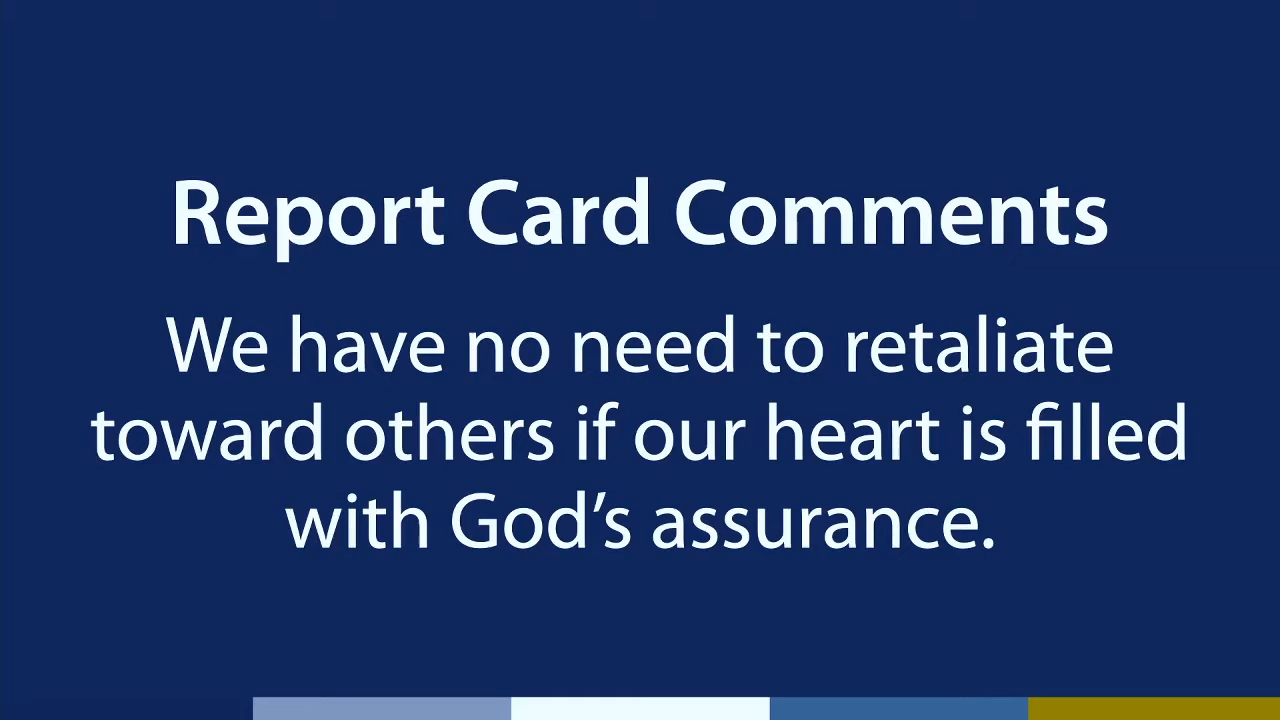 Report Card Comments
We have no need to retaliate
toward others if our heart is filled
with God’s assurance.